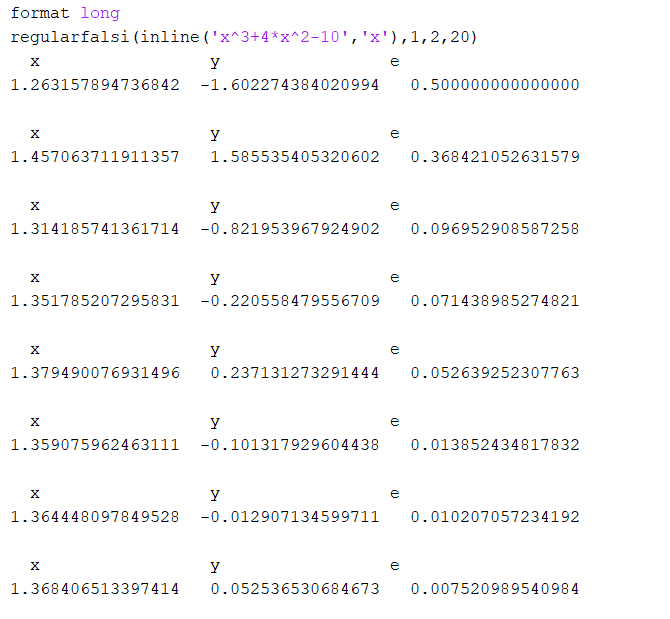 format long
regularfalsi(inline('x^3+4*x^2-10','x'),1,2,20)
x y e
1.263157894736842 -1.602274384020994 0.500000000000000
x y e
1.457063711911357 1.585535405320602 0.368421052631579
x y e
1.314185741361714 -0.821953967924902 0.096952908587258
x y e
1.351785207295831 -0.220558479556709 0.071438985274821
x y e
1.379490076931496 0.237131273291444 0.052639252307763
x y e
1.359075962463111 -0.101317929604438 0.013852434817832
x y e
1.364448097849528 -0.012907134599711 0.010207057234192
x y e
1.368406513397414 0.052536530684673 0.007520989540984